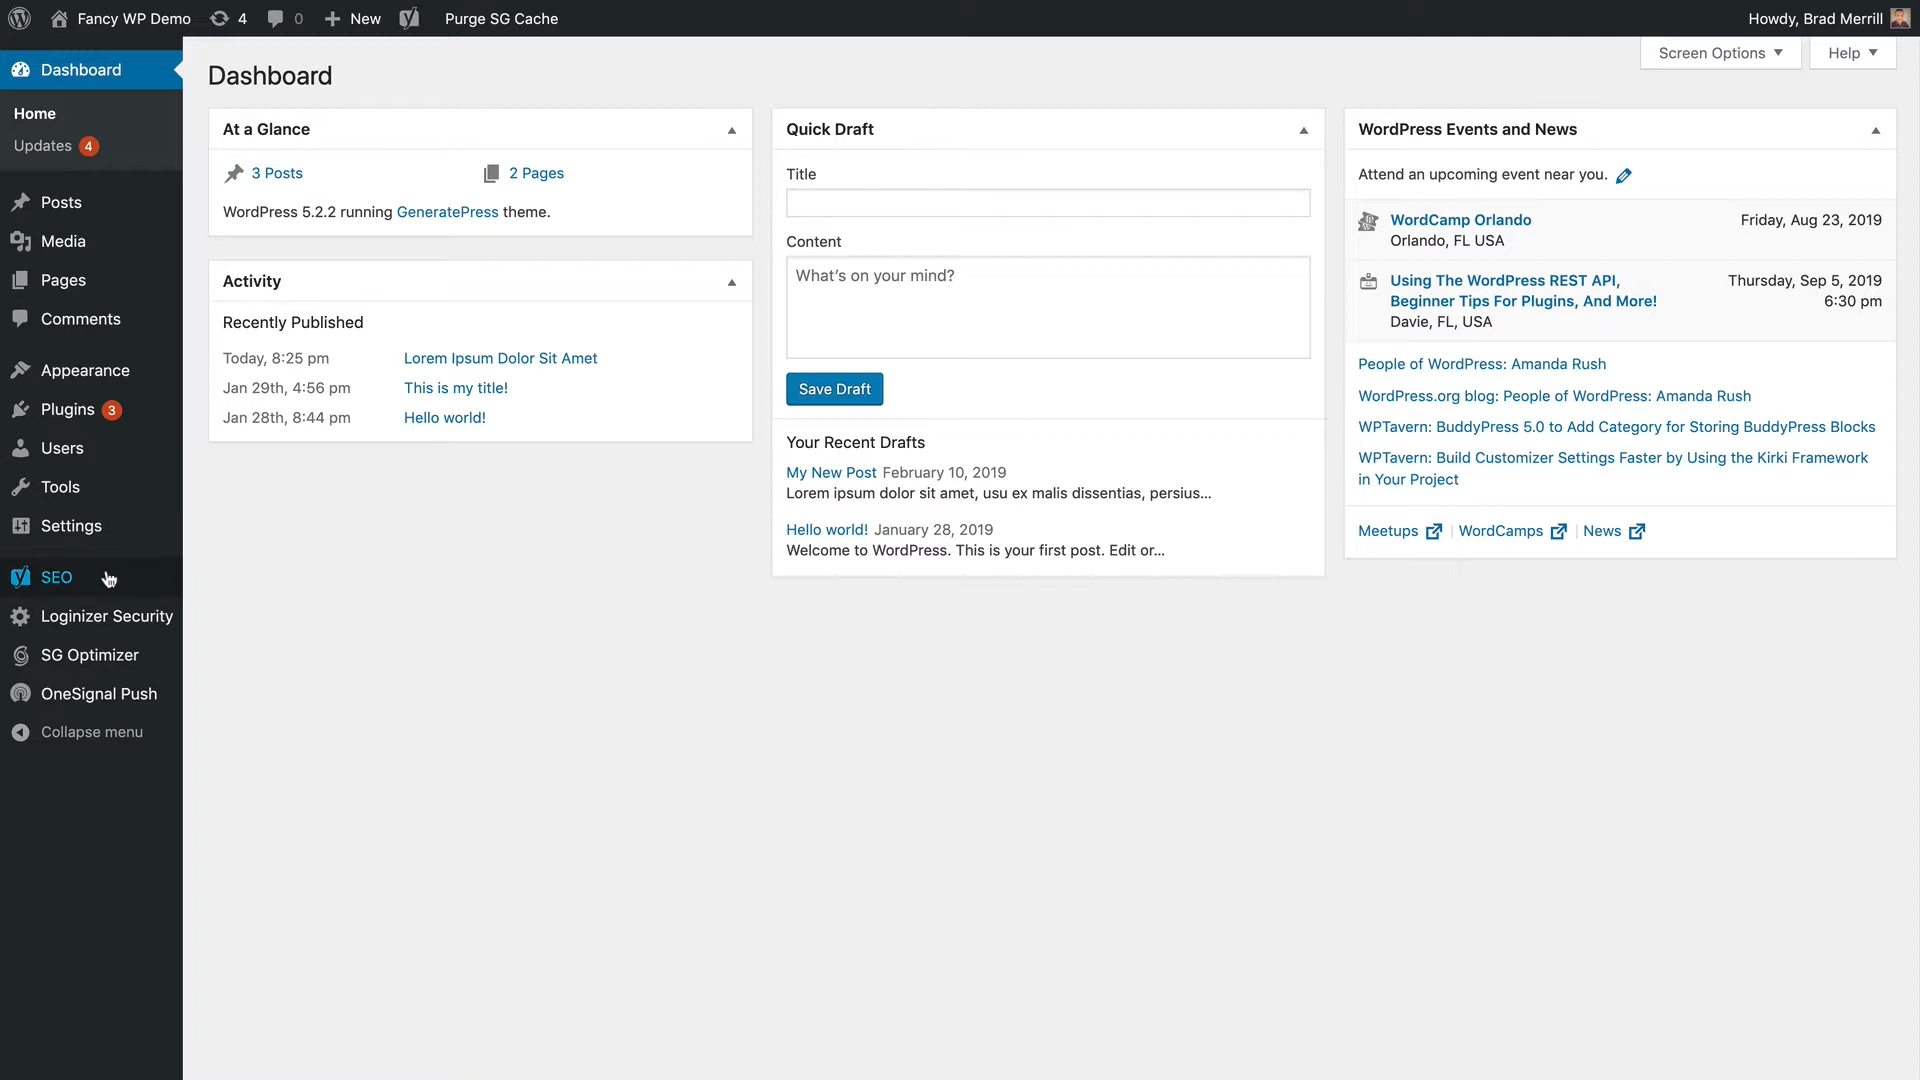 Fancy WP Demo 4 0 New Purge SG Cache Howdy, Brad Merrill
Screen Options Help
Dashboard
Home
Updates 4
Posts
Media
Pages
Comments
Appearance
Plugins 3
Users
Tools
Settings
SEO
Loginizer Security
SG Optimizer
OneSignal Push
Collapse menu
Dashboard
At a Glance
3 Posts 2 Pages
WordPress 5.2.2 running GeneratePress theme.
Activity
Recently Published
Today, 8:25 pm Lorem Ipsum Dolor Sit Amet
Jan 29th, 4:56 pm This is my title!
Jan 28th, 8:44 pm Hello world!
Quick Draft
Title
Content
What's on your mind?
Save Draft
Your Recent Drafts
My New Post February 10, 2019
Lorem ipsum dolor sit amet, usu ex malis dissentias, persius...
Hello world! January 28, 2019
Welcome to WordPress. This is your first post. Edit or...
WordPress Events and News
Attend an upcoming event near you.
WordCamp Orlando Friday, Aug 23, 2019
Orlando, FL USA
Using The WordPress REST API, Thursday, Sep 5, 2019
Beginner Tips For Plugins, And More! 6:30 pm
Davie, FL, USA
People of WordPress: Amanda Rush
WordPress.org blog: People of WordPress: Amanda Rush
WPTavern: BuddyPress 5.0 to Add Category for Storing BuddyPress Blocks
WPTavern: Build Customizer Settings Faster by Using the Kirki Framework
in Your Project
Meetups | WordCamps | News